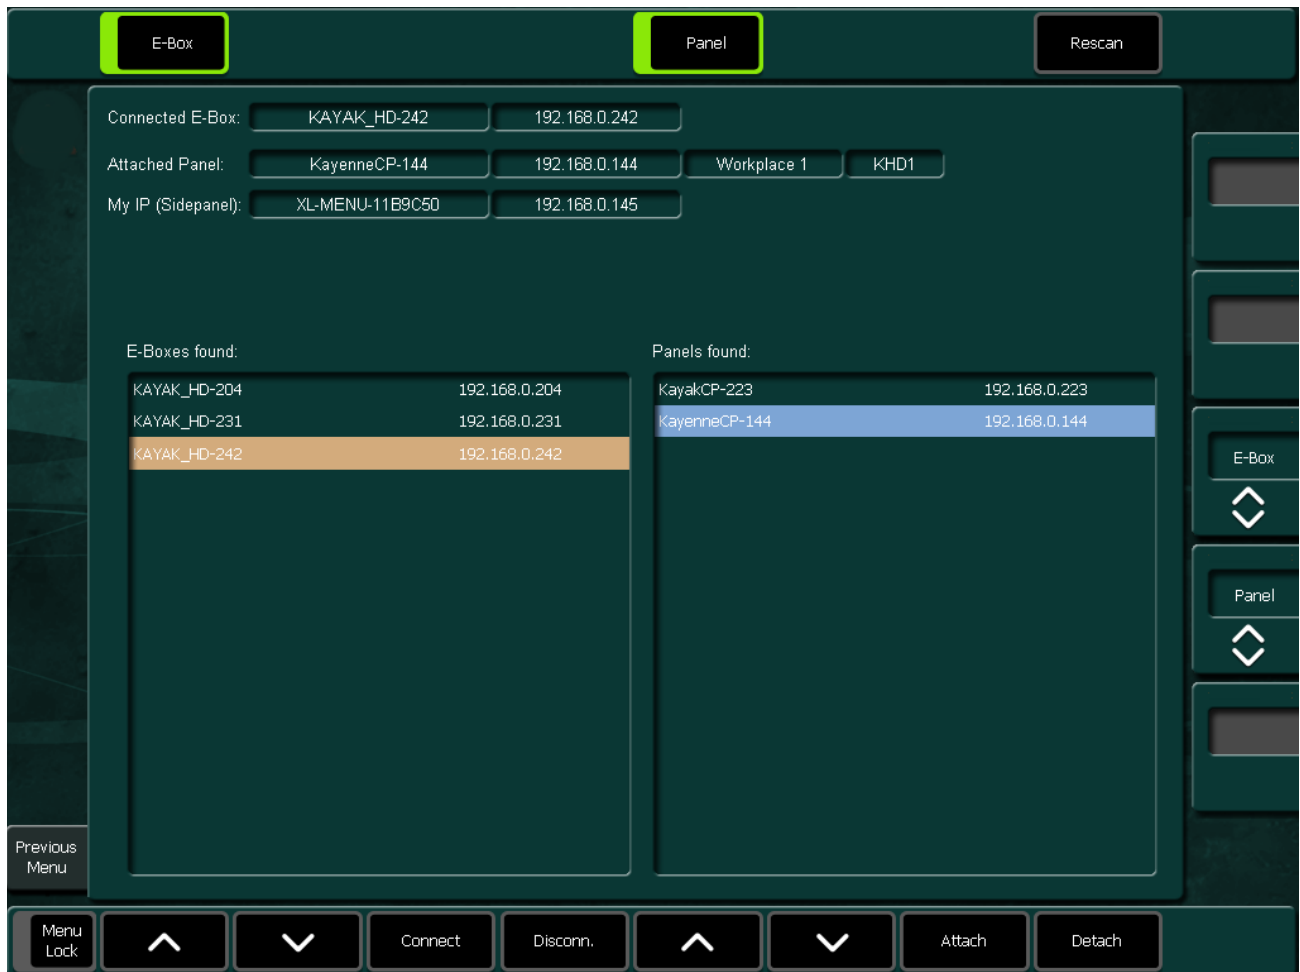 E-Box Panel Rescan
Connected E-Box: KAYAK_HD-242 192.168.0.242
Attached Panel: KayenneCP-144 192.168.0.144 Workplace 1 KHD1
My IP (Sidepanel): XL-MENU-11B9C50 192.168.0.145
E-Boxes found: Panels found:
KAYAK_HD-204 192.168.0.204 KayakCP-223 192.168.0.223
KAYAK_HD-231 192.168.0.231 KayenneCP-144 192.168.0.144
KAYAK_HD-242 192.168.0.242
E-Box
Panel
Previous
Menu
Menu
Lock
Connect Disconn. Attach Detach